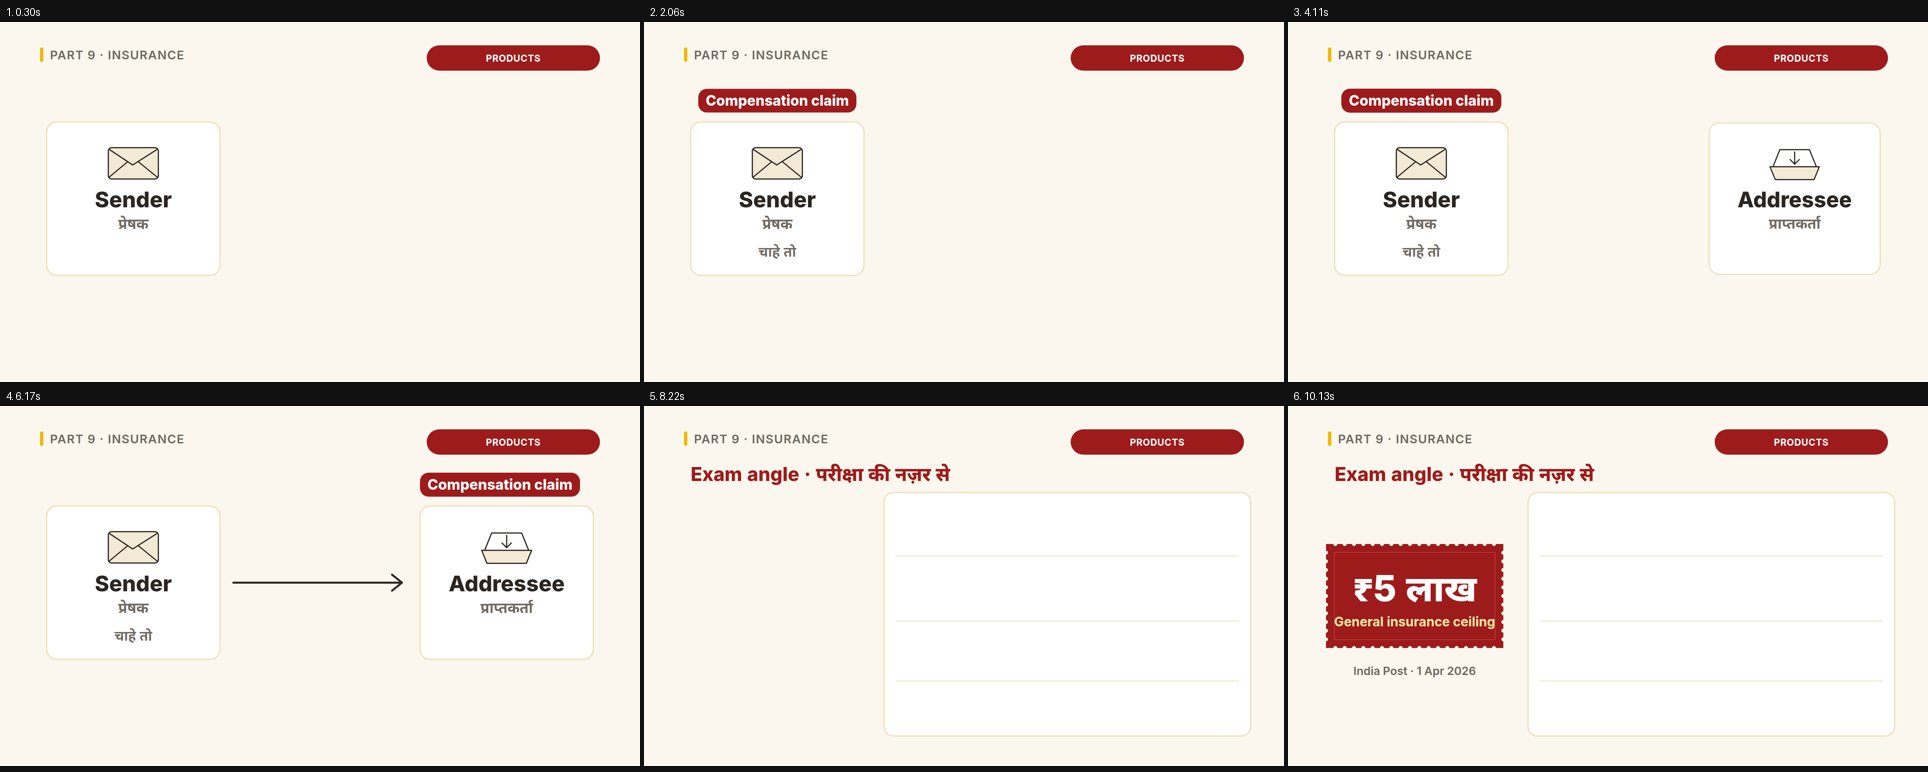 1. 0.30s
PART 9 · INSURANCE
PRODUCTS
Sender
प्रेषक
2. 2.06s
PART 9 · INSURANCE
PRODUCTS
Compensation claim
Sender
प्रेषक
चाहे तो
3. 4.11s
PART 9 · INSURANCE
PRODUCTS
Compensation claim
Sender
प्रेषक
चाहे तो
Addressee
प्राप्तकर्ता
4. 6.17s
PART 9 · INSURANCE
PRODUCTS
Compensation claim
Sender
प्रेषक
चाहे तो
Addressee
प्राप्तकर्ता
5. 8.22s
PART 9 · INSURANCE
PRODUCTS
Exam angle · परीक्षा की नज़र से
6. 10.13s
PART 9 · INSURANCE
PRODUCTS
Exam angle · परीक्षा की नज़र से
₹5 लाख
General insurance ceiling
India Post · 1 Apr 2026